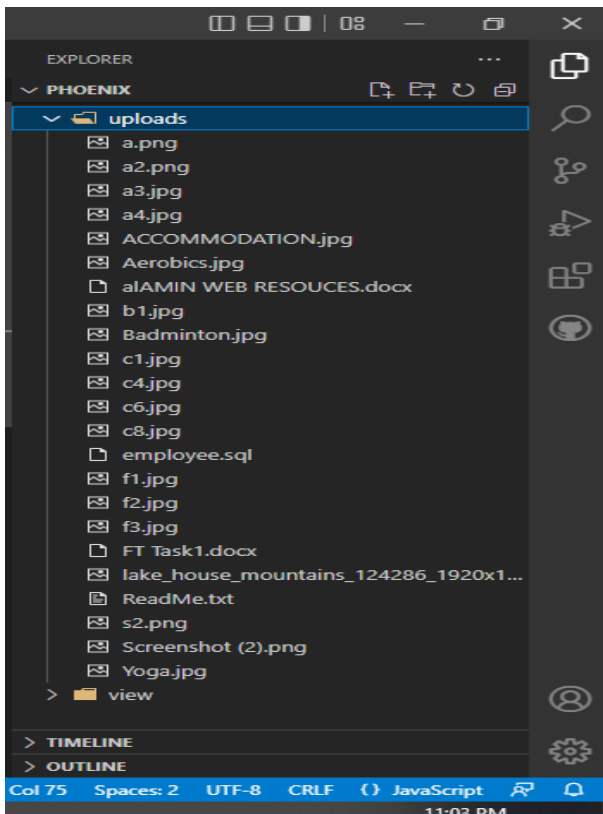 EXPLORER ...
PHOENIX
uploads
a.png
a2.png
a3.jpg
a4.jpg
ACCOMMODATION.jpg
Aerobics.jpg
alAMIN WEB RESOUCES.docx
b1.jpg
Badminton.jpg
c1.jpg
c4.jpg
c6.jpg
c8.jpg
employee.sql
f1.jpg
f2.jpg
f3.jpg
FT Task1.docx
lake_house_mountains_124286_1920x1...
ReadMe.txt
s2.png
Screenshot (2).png
Yoga.jpg
view
TIMELINE
OUTLINE
Col 75 Spaces: 2 UTF-8 CRLF {} JavaScript
11:03 PM